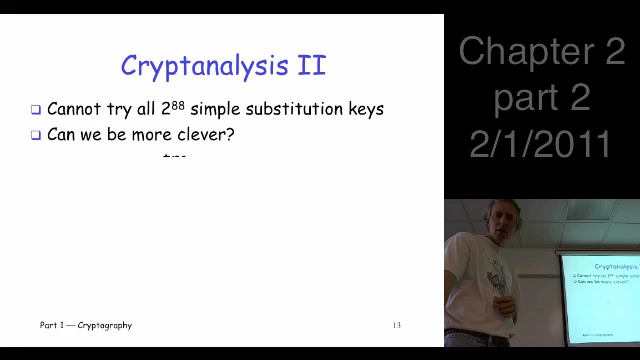 Cryptanalysis II
Cannot try all 2⁸⁸ simple substitution keys
Can we be more clever?
Part 1 — Cryptography
13
Chapter 2
part 2
2/1/2011